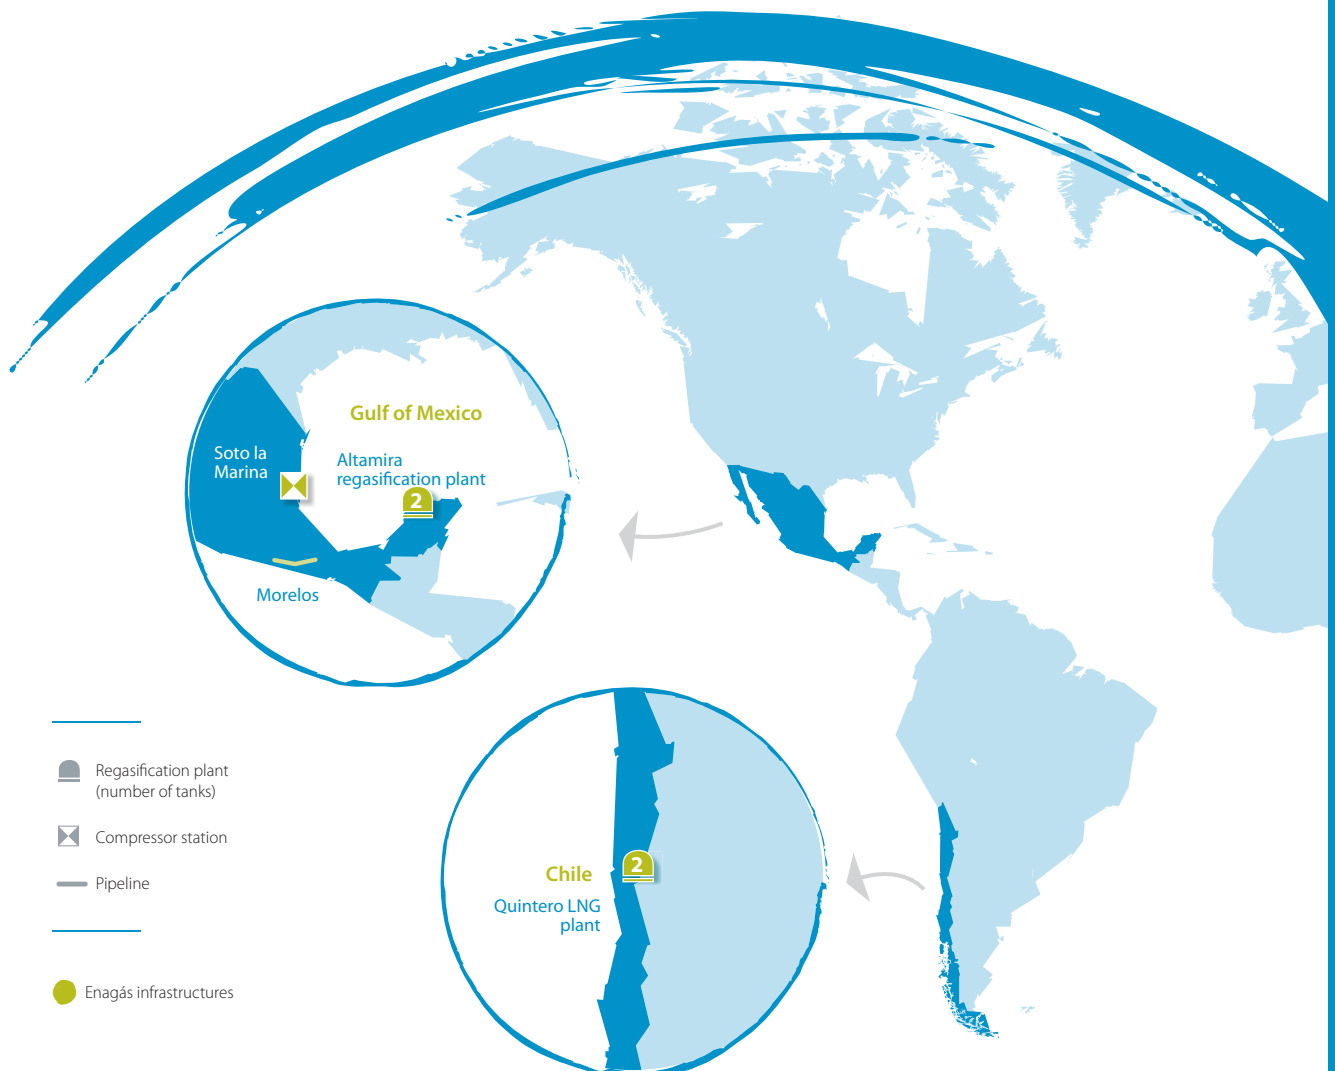 Gulf of Mexico
Soto la
Marina
Altamira
regasification plant
2
Morelos
2
Chile
Quintero LNG
plant
Regasification plant
(number of tanks)
Compressor station
Pipeline
Enagás infrastructures